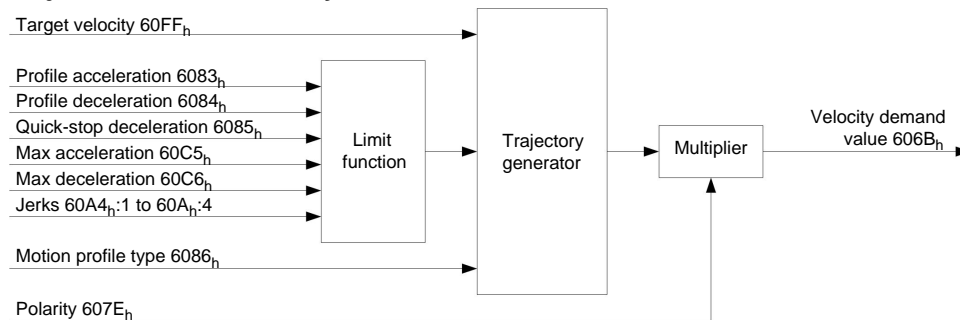 Target velocity 60FFh
Profile acceleration 6083h
Profile deceleration 6084h
Quick-stop deceleration 6085h
Max acceleration 60C5h
Max deceleration 60C6h
Jerks 60A4h:1 to 60Ah:4
Limit
function
Trajectory
generator
Multiplier
Velocity demand
value 606Bh
Motion profile type 6086h
Polarity 607Eh